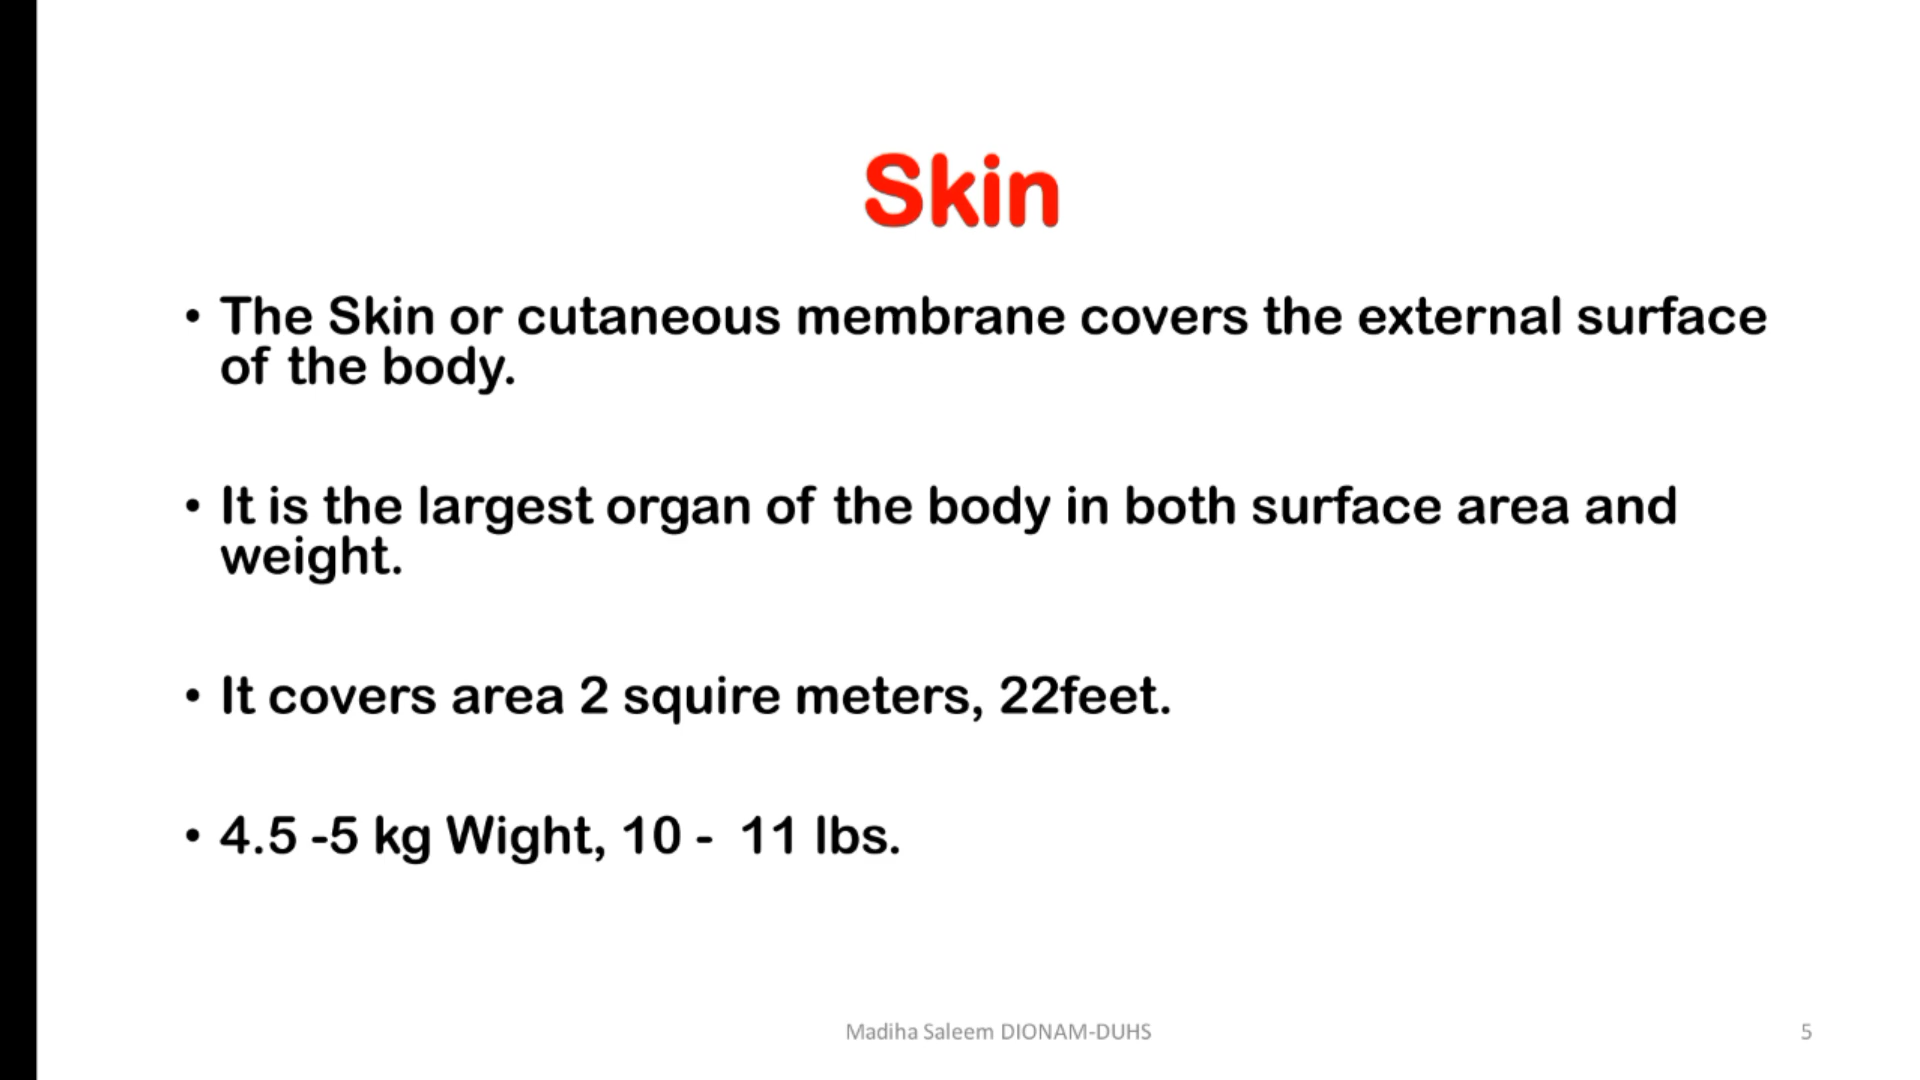 Skin
• The Skin or cutaneous membrane covers the external surface
of the body.
• It is the largest organ of the body in both surface area and
weight.
• It covers area 2 squire meters, 22feet.
• 4.5 -5 kg Wight, 10 - 11 lbs.
Madiha Saleem DIONAM-DUHS
5